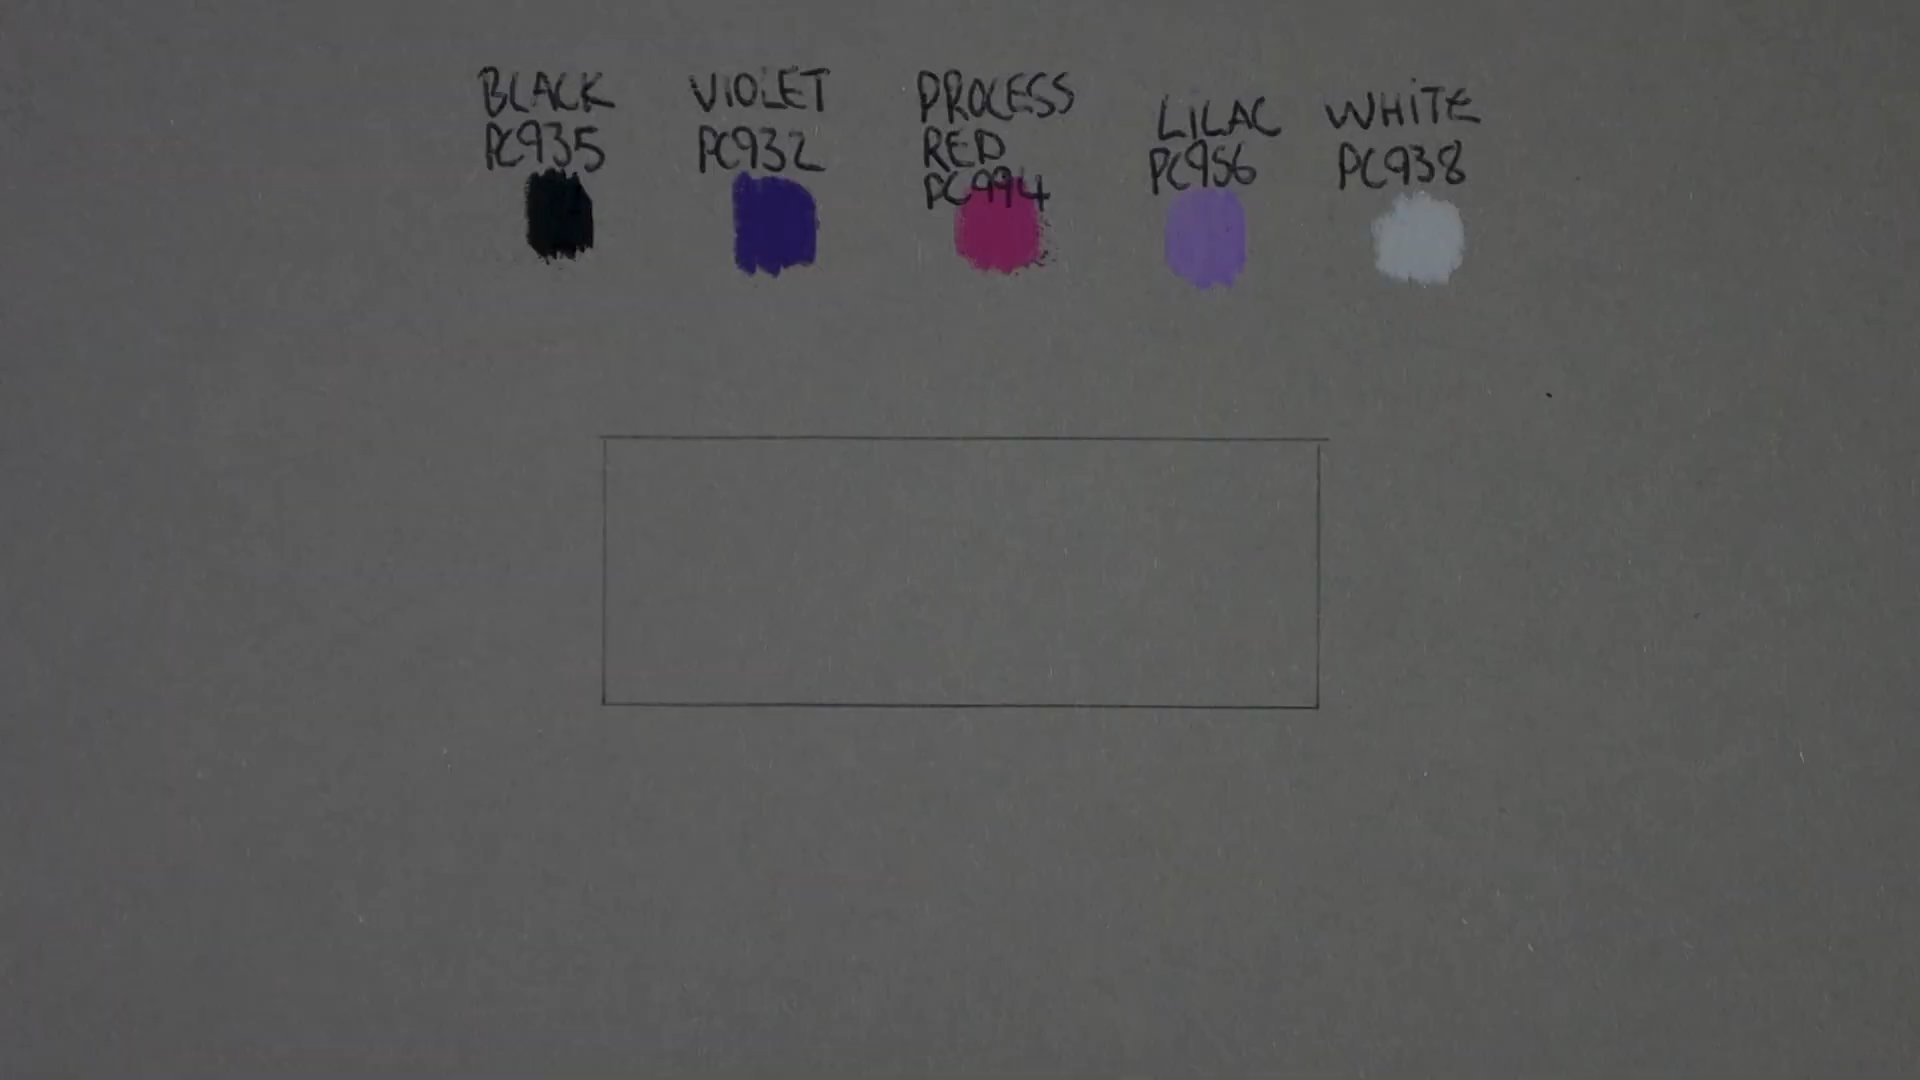 BLACK
PC935
VIOLET
PC932
PROCESS
RED
PC994
LILAC
PC956
WHITE
PC938